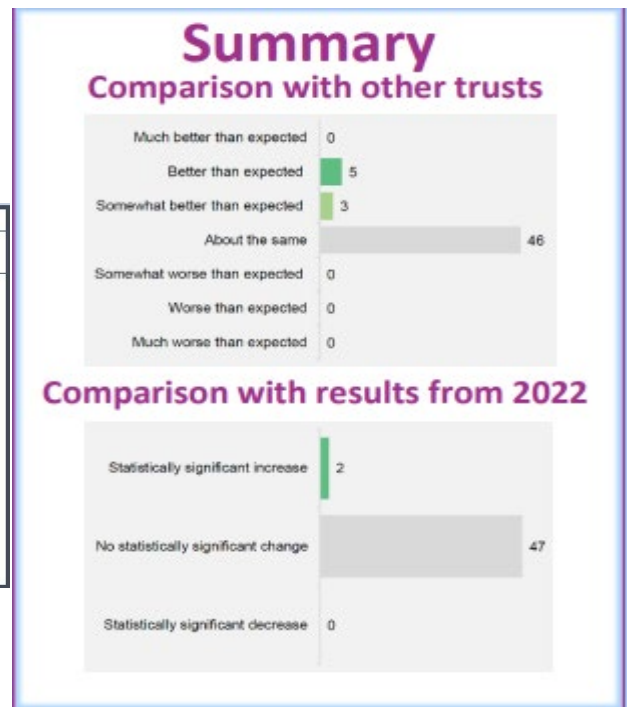 Summary
Comparison with other trusts
Much better than expected 0
Better than expected 5
Somewhat better than expected 3
About the same 46
Somewhat worse than expected 0
Worse than expected 0
Much worse than expected 0
Comparison with results from 2022
Statistically significant increase 2
No statistically significant change 47
Statistically significant decrease 0